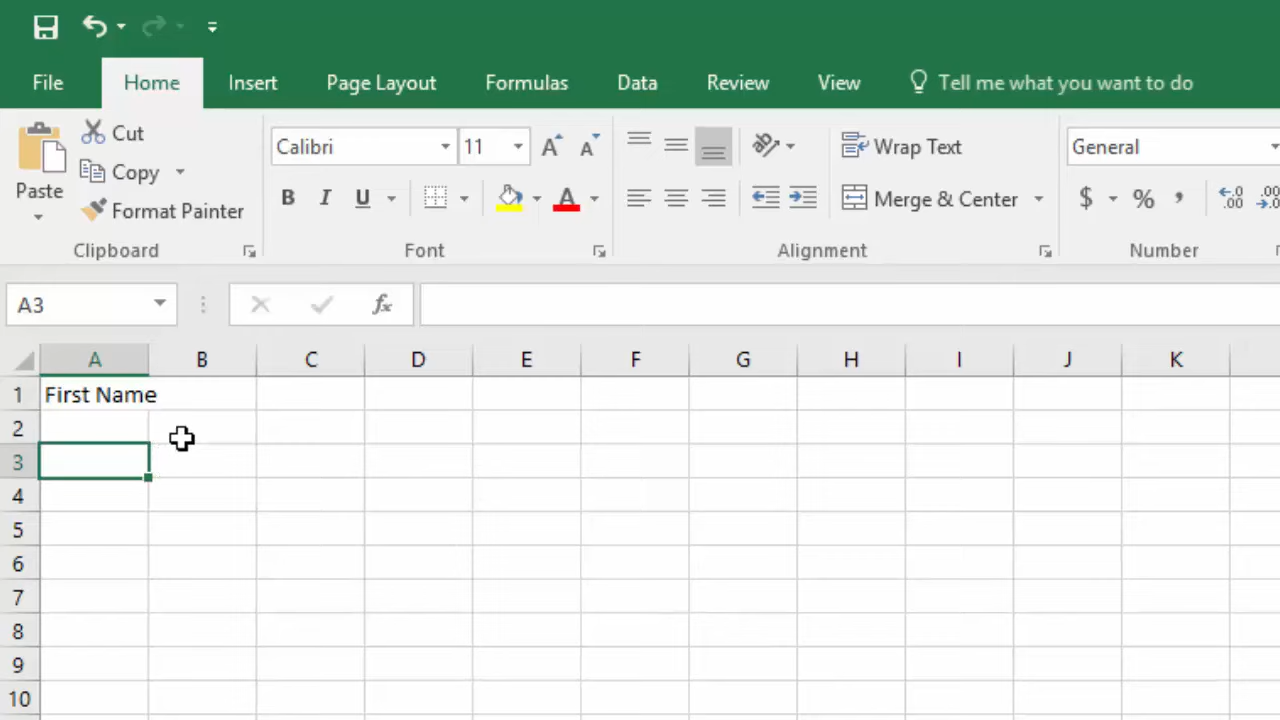 File Home Insert Page Layout Formulas Data Review View Tell me what you want to do
Cut
Calibri 11 Wrap Text General
Copy
Paste
B I U A Merge & Center $ % ,
Format Painter
Clipboard Font Alignment Number
A3 fx
A B C D E F G H I J K
1 First Name
2
3
4
5
6
7
8
9
10